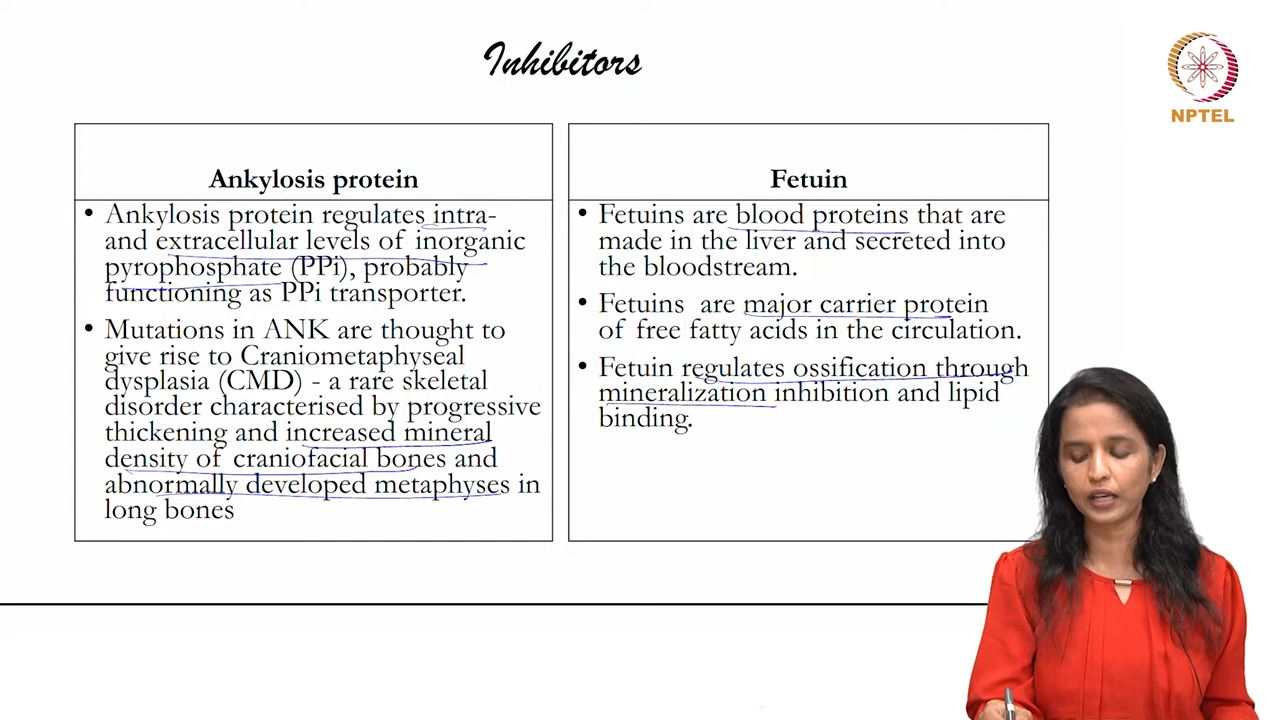 Inhibitors
NPTEL
Ankylosis protein
• Ankylosis protein regulates intra-
and extracellular levels of inorganic
pyrophosphate (PPi), probably
functioning as PPi transporter.
• Mutations in ANK are thought to
give rise to Craniometaphyseal
dysplasia (CMD) - a rare skeletal
disorder characterised by progressive
thickening and increased mineral
density of craniofacial bones and
abnormally developed metaphyses in
long bones
Fetuin
• Fetuins are blood proteins that are
made in the liver and secreted into
the bloodstream.
• Fetuins are major carrier protein
of free fatty acids in the circulation.
• Fetuin regulates ossification through
mineralization inhibition and lipid
binding.